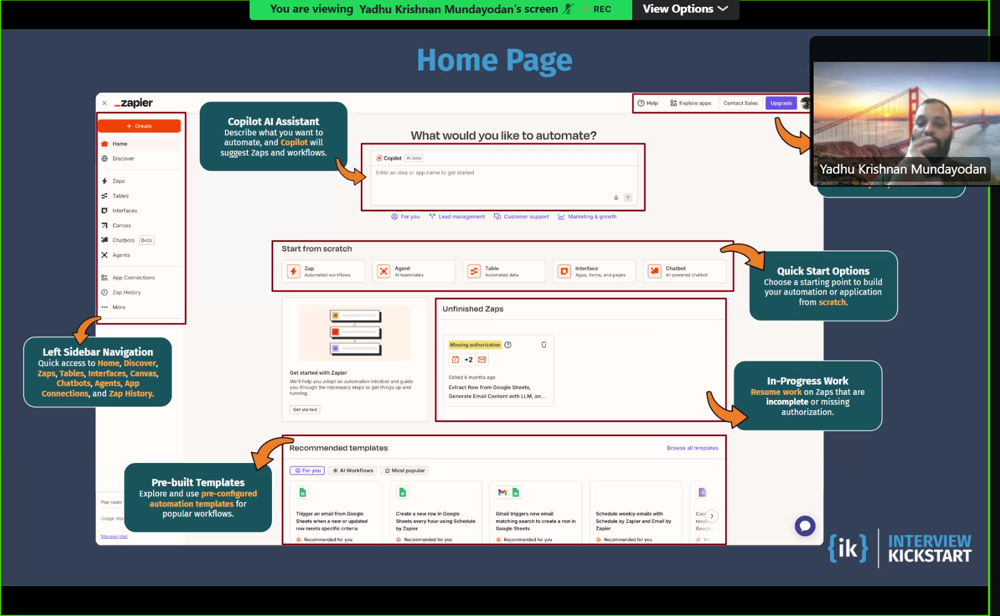 You are viewing Yadhu Krishnan Mundayodan's screen
REC
View Options
Home Page
zapier
Help
Explore apps
Contact Sales
Upgrade
+ Create
Home
Discover
Zaps
Tables
Interfaces
Canvas
Chatbots Beta
Agents
App Connections
Zap History
More
Copilot AI Assistant
Describe what you want to
automate, and Copilot will
suggest Zaps and workflows.
What would you like to automate?
Copilot AI beta
Enter an idea or app name to get started
For you
Lead management
Customer support
Marketing & growth
Yadhu Krishnan Mundayodan
Start from scratch
Zap
Automated workflows
Agent
AI teammates
Table
Automated data
Interface
Apps, forms, and pages
Chatbot
AI-powered chatbot
Quick Start Options
Choose a starting point to build
your automation or application
from scratch.
Left Sidebar Navigation
Quick access to Home, Discover,
Zaps, Tables, Interfaces, Canvas,
Chatbots, Agents, App
Connections, and Zap History.
Get started with Zapier
We'll help you adopt an automation mindset and guide
you through the necessary steps to get things up and
running.
Get started
Unfinished Zaps
Missing authorization
+2
Edited 6 months ago
Extract Row from Google Sheets,
Generate Email Content with LLM, an...
In-Progress Work
Resume work on Zaps that are
incomplete or missing
authorization.
Recommended templates
Browse all templates
For you
AI Workflows
Most popular
Trigger an email from Google
Sheets when a new or updated
row meets specific criteria
Recommended for you
Create a new row in Google
Sheets every hour using Schedule
by Zapier
Recommended for you
Gmail triggers new email
matching search to create a row in
Google Sheets
Recommended for you
Schedule weekly emails with
Schedule by Zapier and Email by
Zapier
Recommended for you
Pre-built Templates
Explore and use pre-configured
automation templates for
popular workflows.
Plan tasks
Usage rese
Manage plan
{ik}
INTERVIEW
KICKSTART